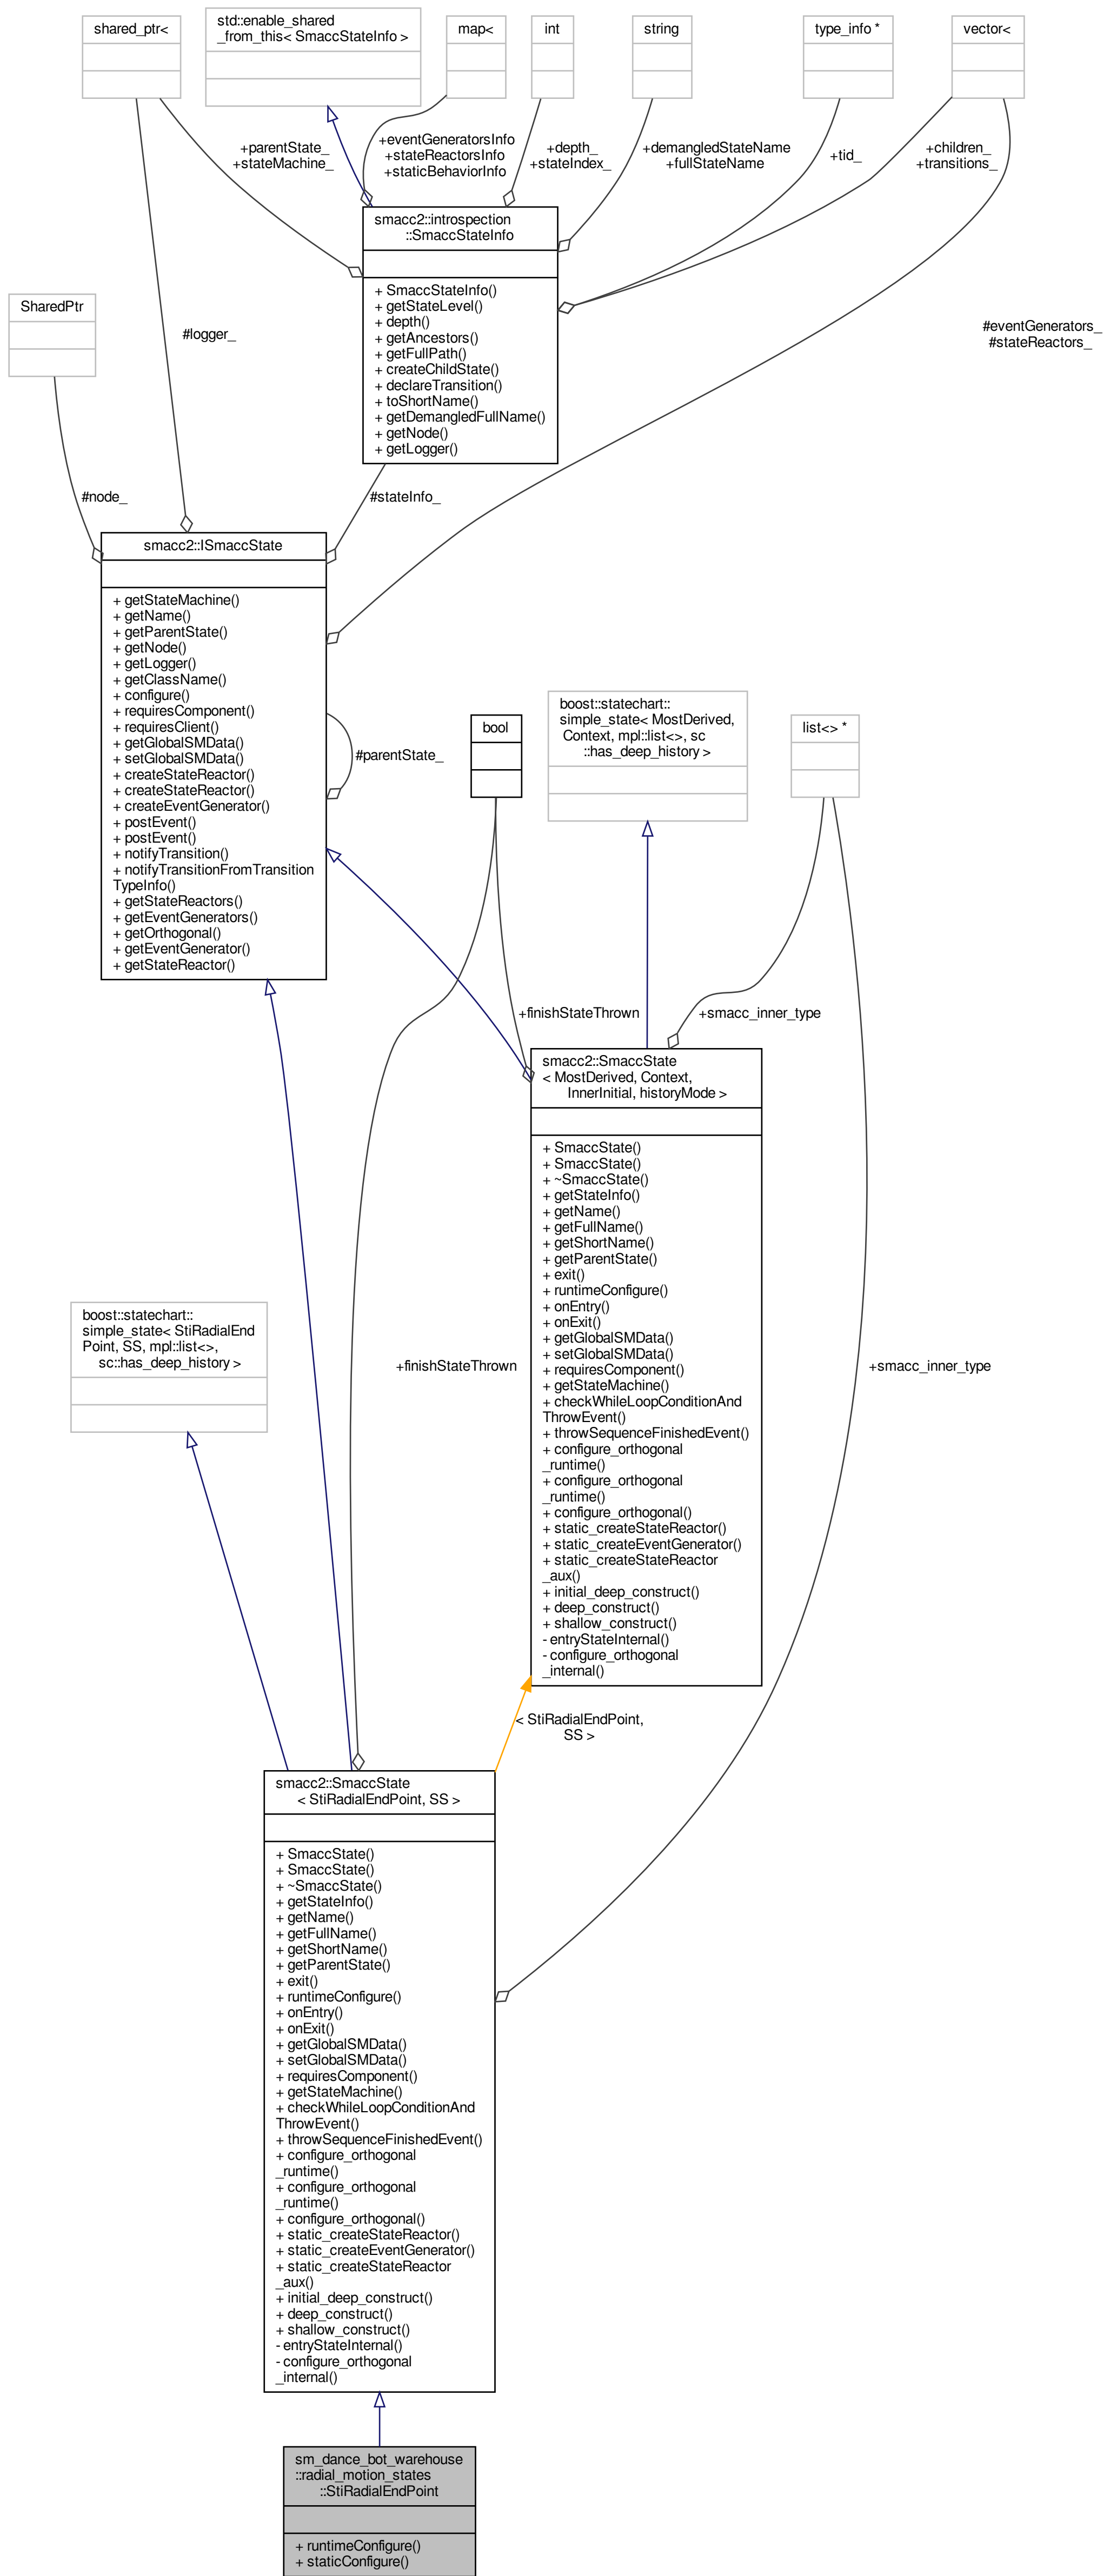 shared_ptr<
std::enable_shared
_from_this< SmaccStateInfo >
map<
int
string
type_info *
vector<
+parentState_
+stateMachine_
+eventGeneratorsInfo
+stateReactorsInfo
+staticBehaviorInfo
+depth_
+stateIndex_
+demangledStateName
+fullStateName
+tid_
+children_
+transitions_
smacc2::introspection
::SmaccStateInfo
+ SmaccStateInfo()
+ getStateLevel()
+ depth()
+ getAncestors()
+ getFullPath()
+ createChildState()
+ declareTransition()
+ toShortName()
+ getDemangledFullName()
+ getNode()
+ getLogger()
SharedPtr
#logger_
#eventGenerators_
#stateReactors_
#node_
#stateInfo_
smacc2::ISmaccState
+ getStateMachine()
+ getName()
+ getParentState()
+ getNode()
+ getLogger()
+ getClassName()
+ configure()
+ requiresComponent()
+ requiresClient()
+ getGlobalSMData()
+ setGlobalSMData()
+ createStateReactor()
+ createStateReactor()
+ createEventGenerator()
+ postEvent()
+ postEvent()
+ notifyTransition()
+ notifyTransitionFromTransition
TypeInfo()
+ getStateReactors()
+ getEventGenerators()
+ getOrthogonal()
+ getEventGenerator()
+ getStateReactor()
#parentState_
bool
boost::statechart::
simple_state< MostDerived,
Context, mpl::list<>, sc
::has_deep_history >
list<> *
+finishStateThrown
+smacc_inner_type
smacc2::SmaccState
< MostDerived, Context,
InnerInitial, historyMode >
+ SmaccState()
+ SmaccState()
+ ~SmaccState()
+ getStateInfo()
+ getName()
+ getFullName()
+ getShortName()
+ getParentState()
+ exit()
+ runtimeConfigure()
+ onEntry()
+ onExit()
+ getGlobalSMData()
+ setGlobalSMData()
+ requiresComponent()
+ getStateMachine()
+ checkWhileLoopConditionAnd
ThrowEvent()
+ throwSequenceFinishedEvent()
+ configure_orthogonal
_runtime()
+ configure_orthogonal
_runtime()
+ configure_orthogonal()
+ static_createStateReactor()
+ static_createEventGenerator()
+ static_createStateReactor
_aux()
+ initial_deep_construct()
+ deep_construct()
+ shallow_construct()
- entryStateInternal()
- configure_orthogonal
_internal()
boost::statechart::
simple_state< StiRadialEnd
Point, SS, mpl::list<>,
sc::has_deep_history >
+finishStateThrown
+smacc_inner_type
< StiRadialEndPoint,
SS >
smacc2::SmaccState
< StiRadialEndPoint, SS >
+ SmaccState()
+ SmaccState()
+ ~SmaccState()
+ getStateInfo()
+ getName()
+ getFullName()
+ getShortName()
+ getParentState()
+ exit()
+ runtimeConfigure()
+ onEntry()
+ onExit()
+ getGlobalSMData()
+ setGlobalSMData()
+ requiresComponent()
+ getStateMachine()
+ checkWhileLoopConditionAnd
ThrowEvent()
+ throwSequenceFinishedEvent()
+ configure_orthogonal
_runtime()
+ configure_orthogonal
_runtime()
+ configure_orthogonal()
+ static_createStateReactor()
+ static_createEventGenerator()
+ static_createStateReactor
_aux()
+ initial_deep_construct()
+ deep_construct()
+ shallow_construct()
- entryStateInternal()
- configure_orthogonal
_internal()
sm_dance_bot_warehouse
::radial_motion_states
::StiRadialEndPoint
+ runtimeConfigure()
+ staticConfigure()